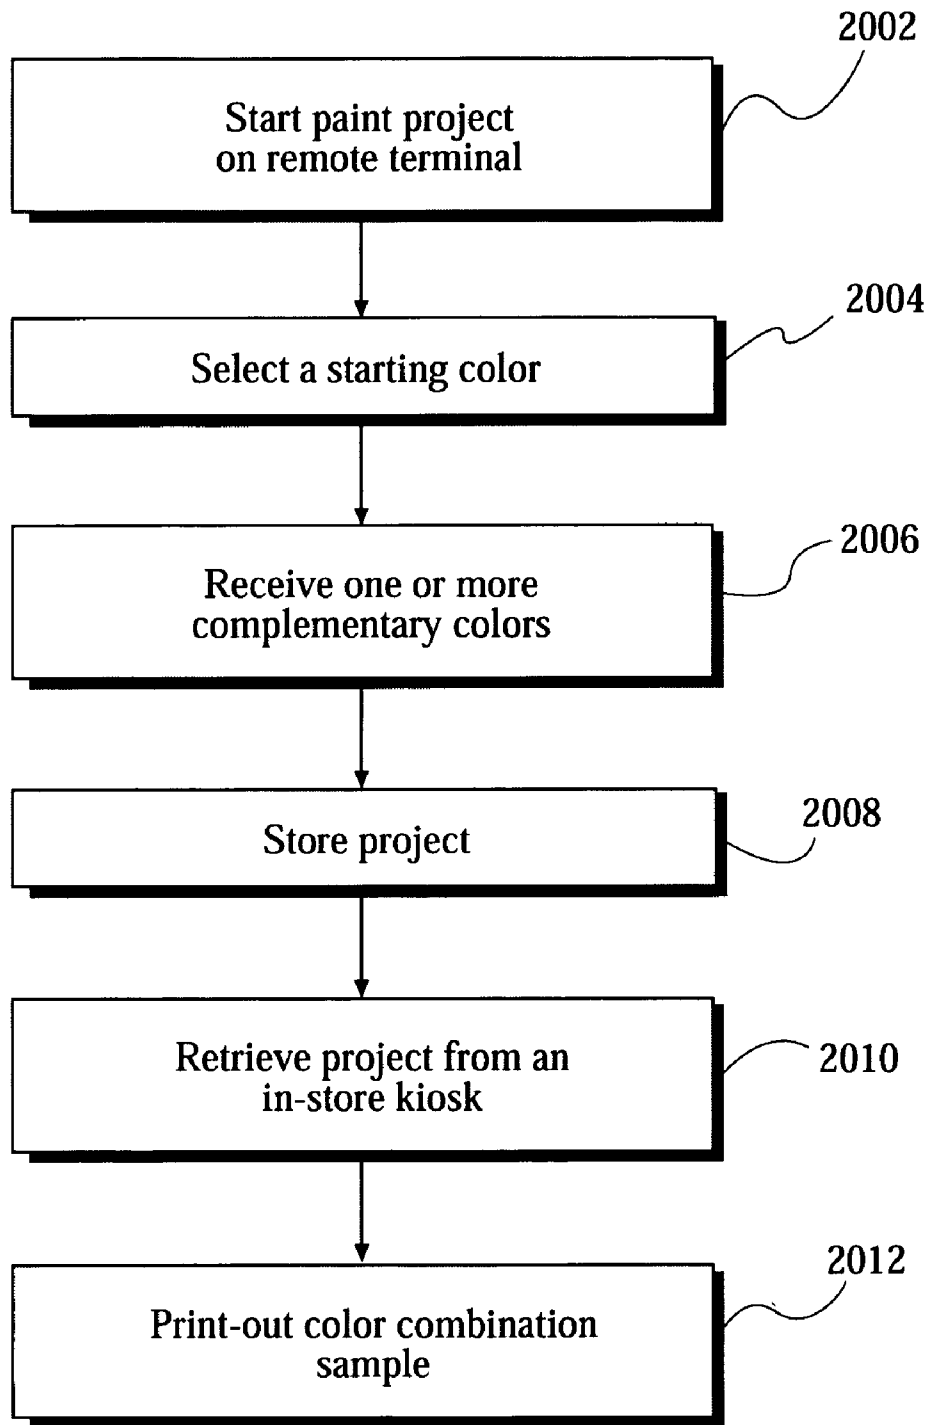 2002
Start paint project
on remote terminal
2004
Select a starting color
2006
Receive one or more
complementary colors
2008
Store project
2010
Retrieve project from an
in-store kiosk
2012
Print-out color combination
sample